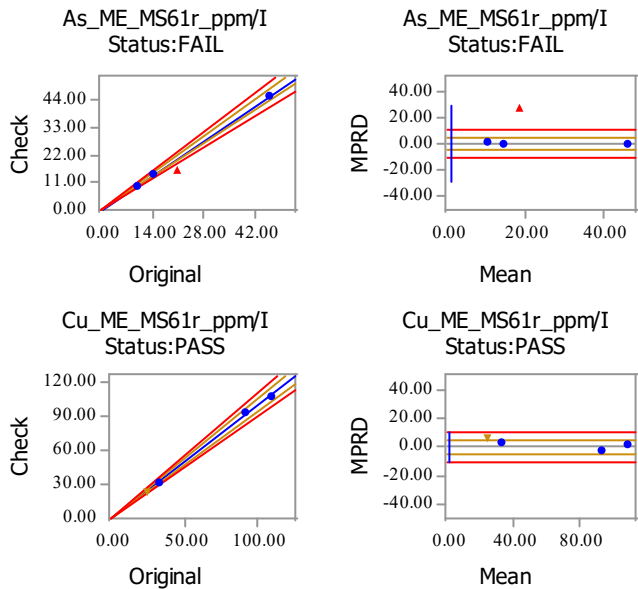 As_ME_MS61r_ppm/I
Status:FAIL
44.00
33.00
22.00
11.00
0.00
Check
0.00 14.00 28.00 42.00
Original
As_ME_MS61r_ppm/I
Status:FAIL
40.00
20.00
0.00
-20.00
-40.00
MPRD
0.00 20.00 40.00
Mean
Cu_ME_MS61r_ppm/I
Status:PASS
120.00
90.00
60.00
30.00
0.00
Check
0.00 50.00 100.00
Original
Cu_ME_MS61r_ppm/I
Status:PASS
40.00
20.00
0.00
-20.00
-40.00
MPRD
0.00 40.00 80.00
Mean